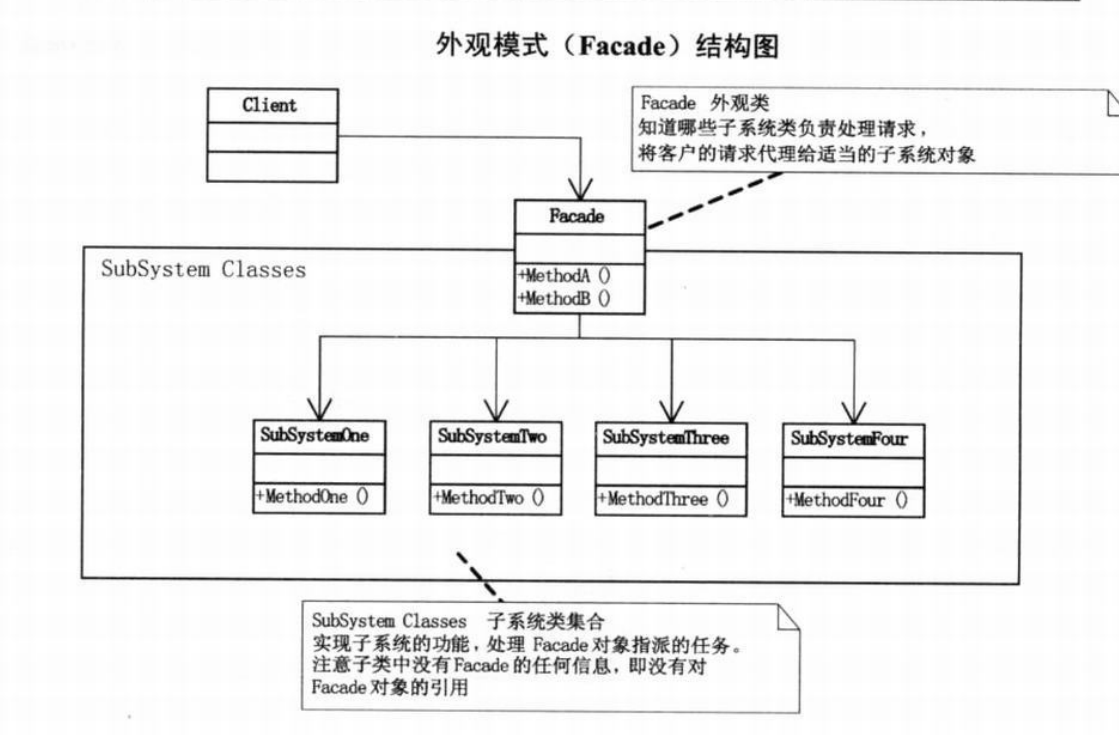 外观模式（Facade）结构图
Client
Facade 外观类
知道哪些子系统类负责处理请求，
将客户的请求代理给适当的子系统对象
Facade
+MethodA ()
+MethodB ()
SubSystem Classes
SubSystemOne
+MethodOne ()
SubSystemTwo
+MethodTwo ()
SubSystemThree
+MethodThree ()
SubSystemFour
+MethodFour ()
SubSystem Classes 子系统类集合
实现子系统的功能，处理 Facade对象指派的任务。
注意子类中没有Facade的任何信息，即没有对
Facade对象的引用